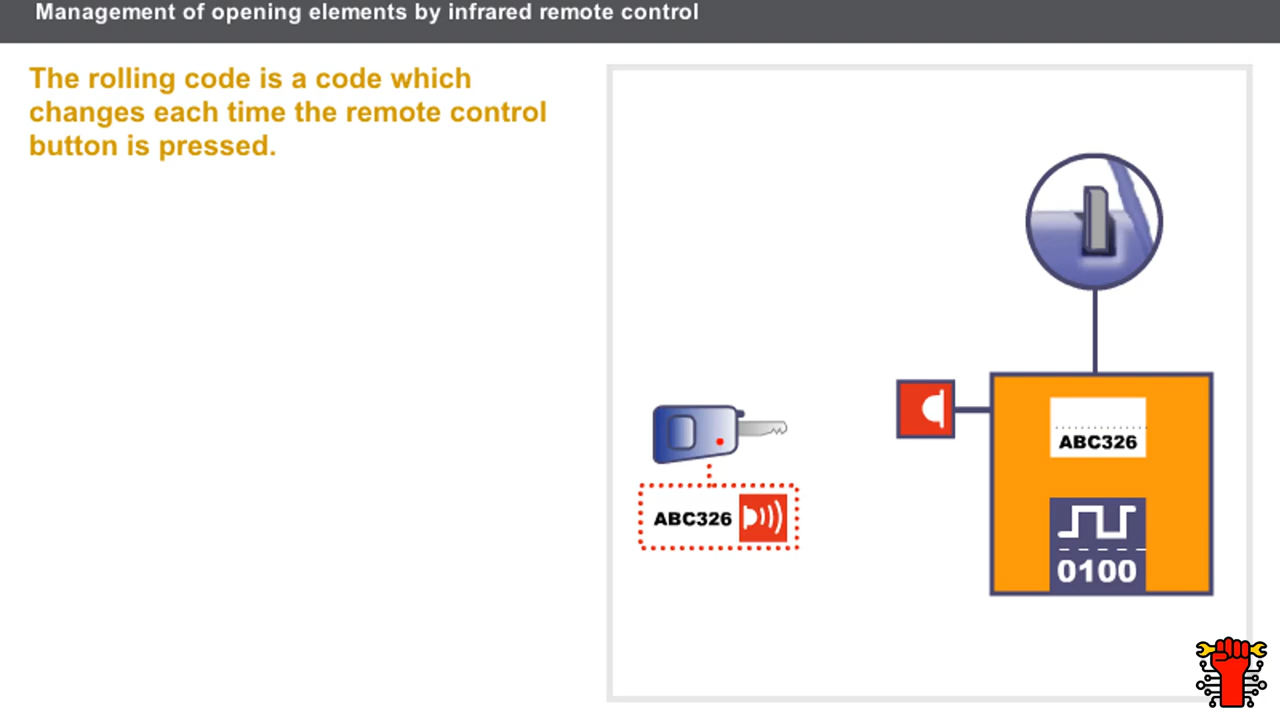 Management of opening elements by infrared remote control
The rolling code is a code which
changes each time the remote control
button is pressed.
ABC326
ABC326
0100